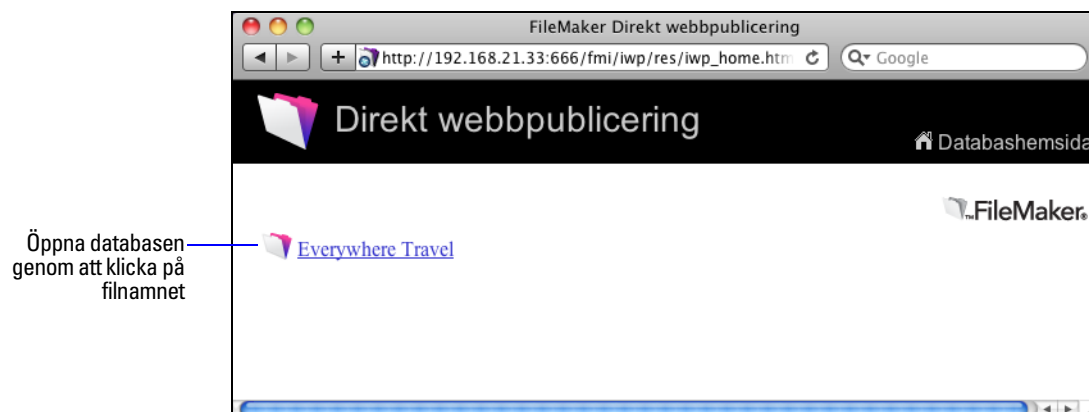 FileMaker Direkt webbpublicering
http://192.168.21.33:666/fmi/iwp/res/iwp_home.htm
Google
Direkt webbpublicering
Databashemsida
FileMaker®
Öppna databasen
genom att klicka på
filnamnet
Everywhere Travel